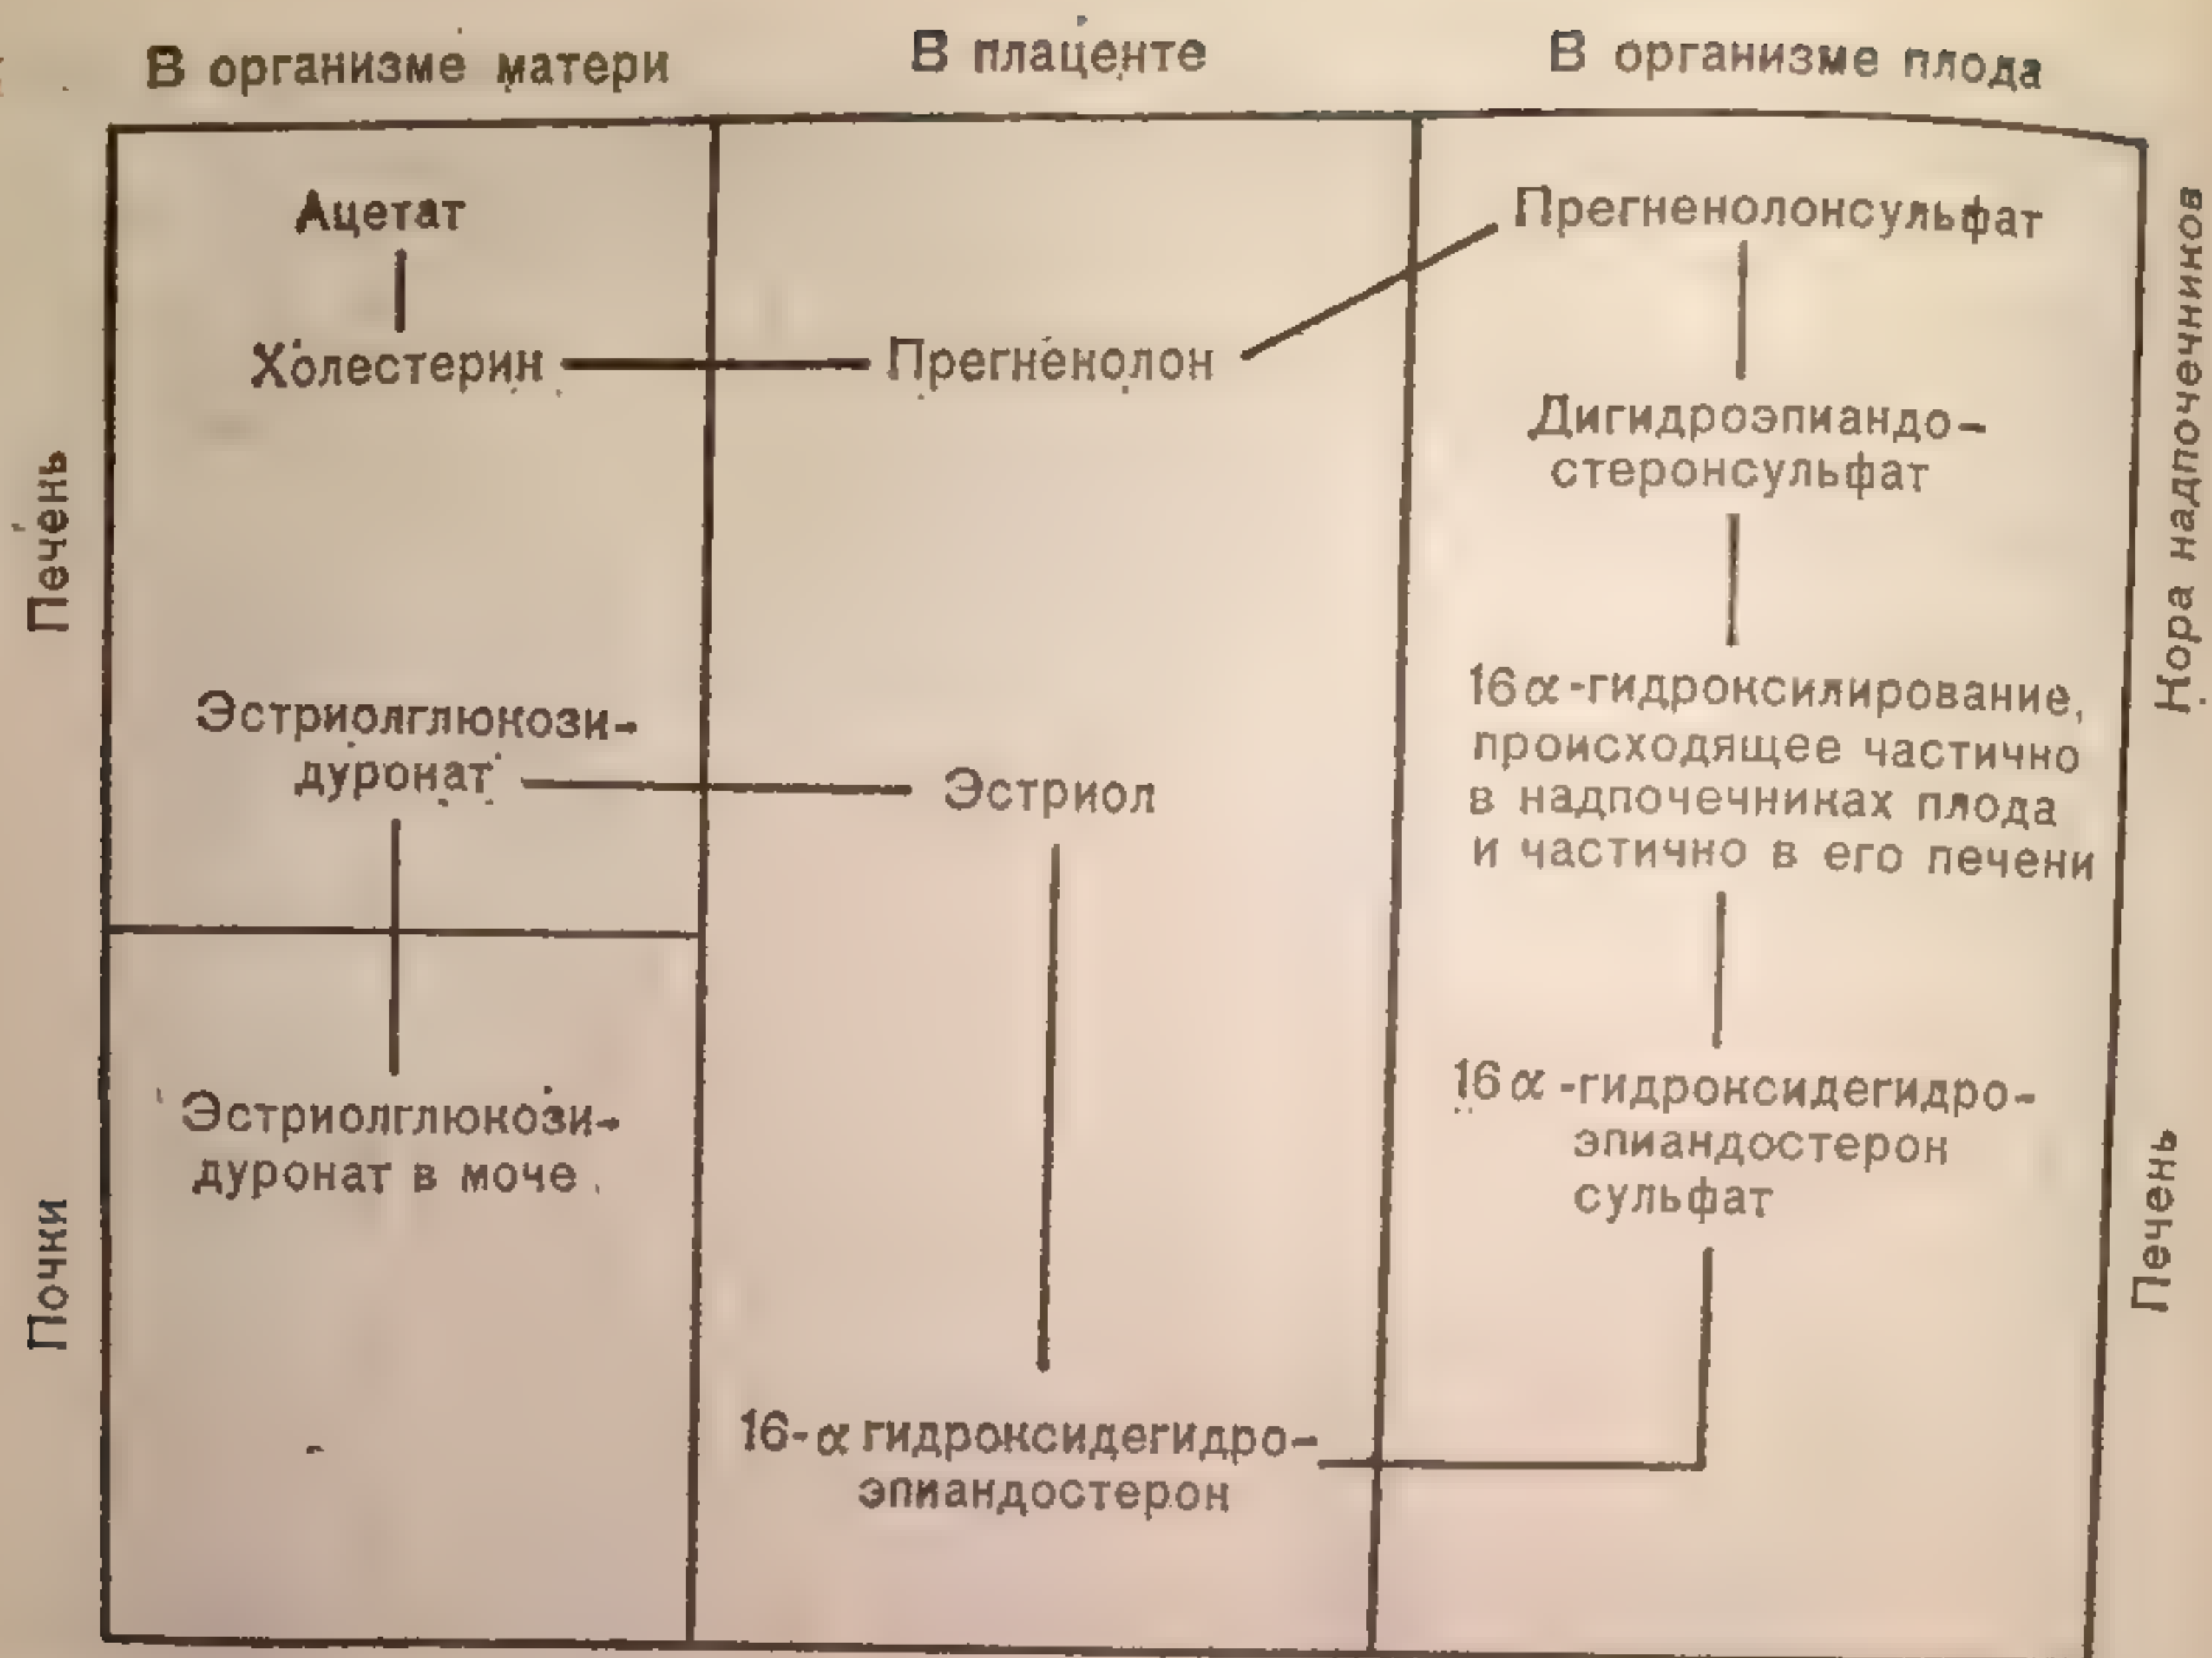 В организме матери
В плаценте
В организме плода
Печень
Почки
Ацетат
Холестерин
Эстриолглюкози-
дуронат
Эстриолглюкози-
дуронат в моче
Прегненолон
Эстриол
16-α гидроксидегидро-
эпиандостерон
Прегненолонсульфат
Дигидроэпиандо-
стеронсульфат
16α-гидроксилирование,
происходящее частично
в надпочечниках плода
и частично в его печени
16α-гидроксидегидро-
эпиандостерон
сульфат
Кора надпочечников
Печень